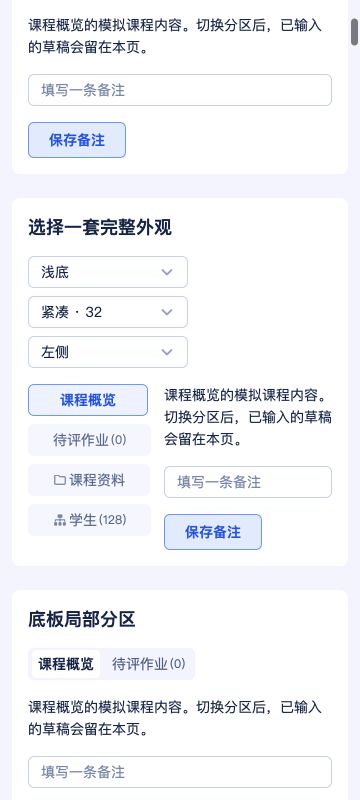 课程概览的模拟课程内容。切换分区后，已输入
的草稿会留在本页。
填写一条备注
保存备注
选择一套完整外观
浅底
紧凑 · 32
左侧
课程概览
待评作业(0)
课程资料
学生(128)
课程概览的模拟课程内容。
切换分区后，已输入的草稿
会留在本页。
填写一条备注
保存备注
底板局部分区
课程概览 待评作业(0)
课程概览的模拟课程内容。切换分区后，已输入
的草稿会留在本页。
填写一条备注